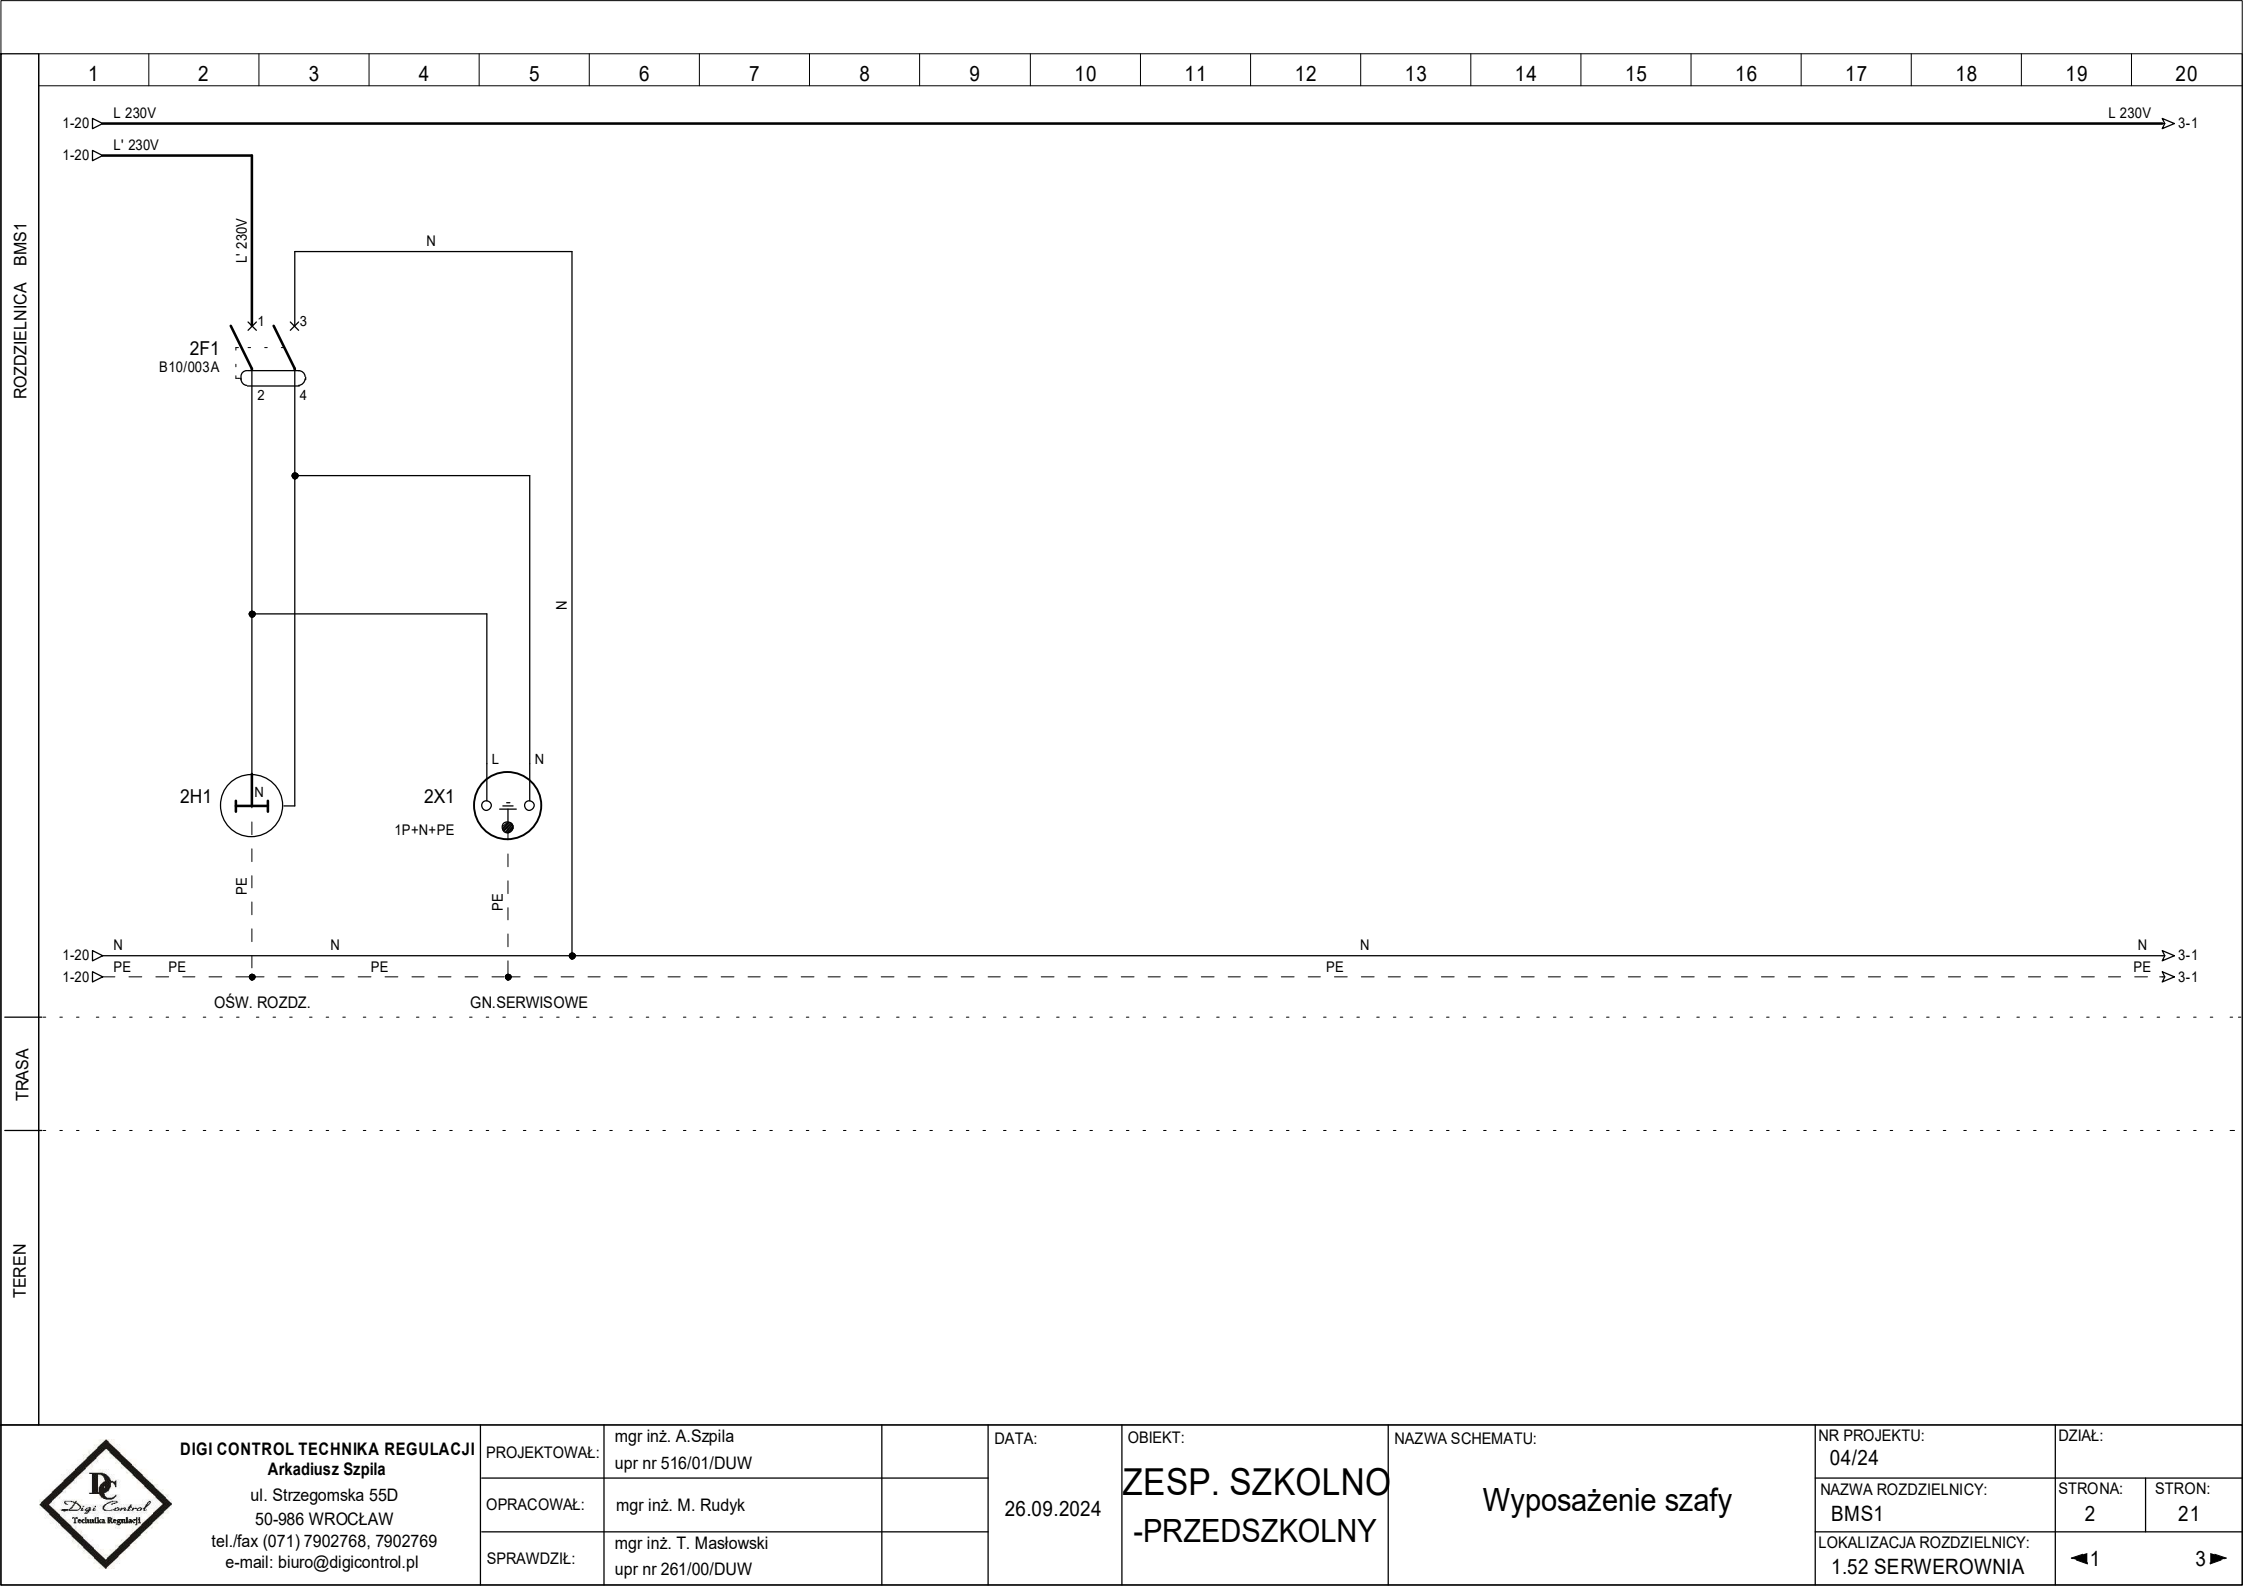 1 2 3 4 5 6 7 8 9 10 11 12 13 14 15 16 17 18 19 20
1-20 L 230V L 230V 3-1
1-20 L' 230V
L' 230V
N
ROZDZIELNICA BMS1
1 3
2F1
B10/003A
2 4
N
L N
2H1 N 2X1
1P+N+PE
PE PE
1-20 N N N N 3-1
1-20 PE PE PE PE PE 3-1
OŚW. ROZDZ. GN.SERWISOWE
TRASA
TEREN
DC
Digi Control
Technika Regulacji
DIGI CONTROL TECHNIKA REGULACJI
Arkadiusz Szpila
ul. Strzegomska 55D
50-986 WROCŁAW
tel./fax (071) 7902768, 7902769
e-mail: biuro@digicontrol.pl
PROJEKTOWAŁ:
mgr inż. A.Szpila
upr nr 516/01/DUW
OPRACOWAŁ:
mgr inż. M. Rudyk
SPRAWDZIŁ:
mgr inż. T. Masłowski
upr nr 261/00/DUW
DATA:
26.09.2024
OBIEKT:
ZESP. SZKOLNO
-PRZEDSZKOLNY
NAZWA SCHEMATU:
Wyposażenie szafy
NR PROJEKTU:
04/24
DZIAŁ:
NAZWA ROZDZIELNICY:
BMS1
STRONA:
2
STRON:
21
LOKALIZACJA ROZDZIELNICY:
1.52 SERWEROWNIA
1 3